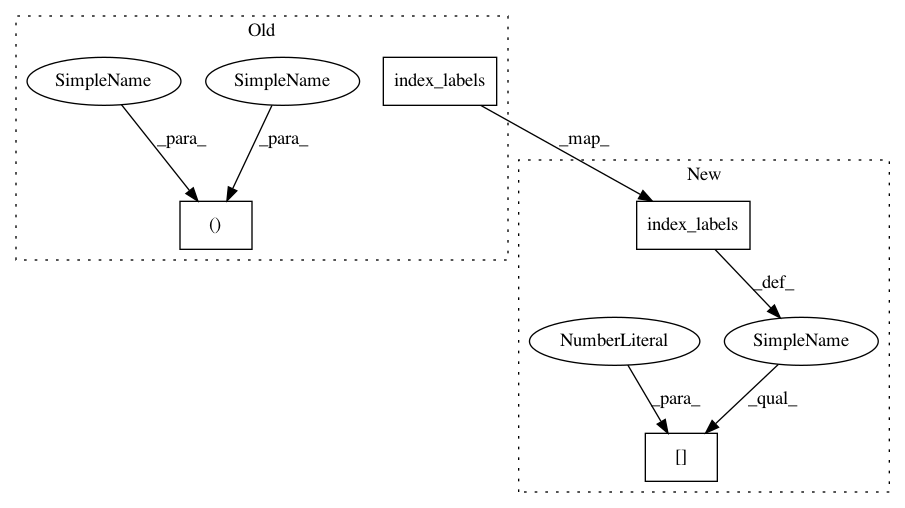 Old
SimpleName
SimpleName
index_labels
_para_
_para_
_map_
New
()
index_labels
_def_
NumberLiteral
SimpleName
_para_
_qual_
[]